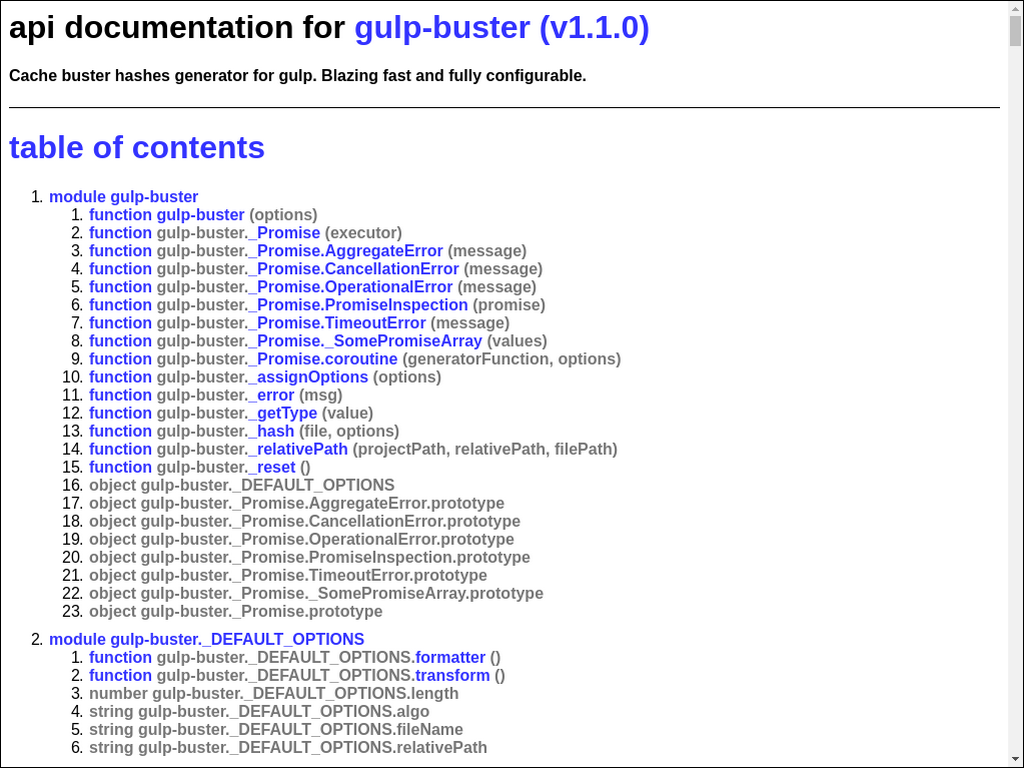 api documentation for gulp-buster (v1.1.0)
Cache buster hashes generator for gulp. Blazing fast and fully configurable.
table of contents
1. module gulp-buster
1. function gulp-buster (options)
2. function gulp-buster._Promise (executor)
3. function gulp-buster._Promise.AggregateError (message)
4. function gulp-buster._Promise.CancellationError (message)
5. function gulp-buster._Promise.OperationalError (message)
6. function gulp-buster._Promise.PromiseInspection (promise)
7. function gulp-buster._Promise.TimeoutError (message)
8. function gulp-buster._Promise._SomePromiseArray (values)
9. function gulp-buster._Promise.coroutine (generatorFunction, options)
10. function gulp-buster._assignOptions (options)
11. function gulp-buster._error (msg)
12. function gulp-buster._getType (value)
13. function gulp-buster._hash (file, options)
14. function gulp-buster._relativePath (projectPath, relativePath, filePath)
15. function gulp-buster._reset ()
16. object gulp-buster._DEFAULT_OPTIONS
17. object gulp-buster._Promise.AggregateError.prototype
18. object gulp-buster._Promise.CancellationError.prototype
19. object gulp-buster._Promise.OperationalError.prototype
20. object gulp-buster._Promise.PromiseInspection.prototype
21. object gulp-buster._Promise.TimeoutError.prototype
22. object gulp-buster._Promise._SomePromiseArray.prototype
23. object gulp-buster._Promise.prototype
2. module gulp-buster._DEFAULT_OPTIONS
1. function gulp-buster._DEFAULT_OPTIONS.formatter ()
2. function gulp-buster._DEFAULT_OPTIONS.transform ()
3. number gulp-buster._DEFAULT_OPTIONS.length
4. string gulp-buster._DEFAULT_OPTIONS.algo
5. string gulp-buster._DEFAULT_OPTIONS.fileName
6. string gulp-buster._DEFAULT_OPTIONS.relativePath